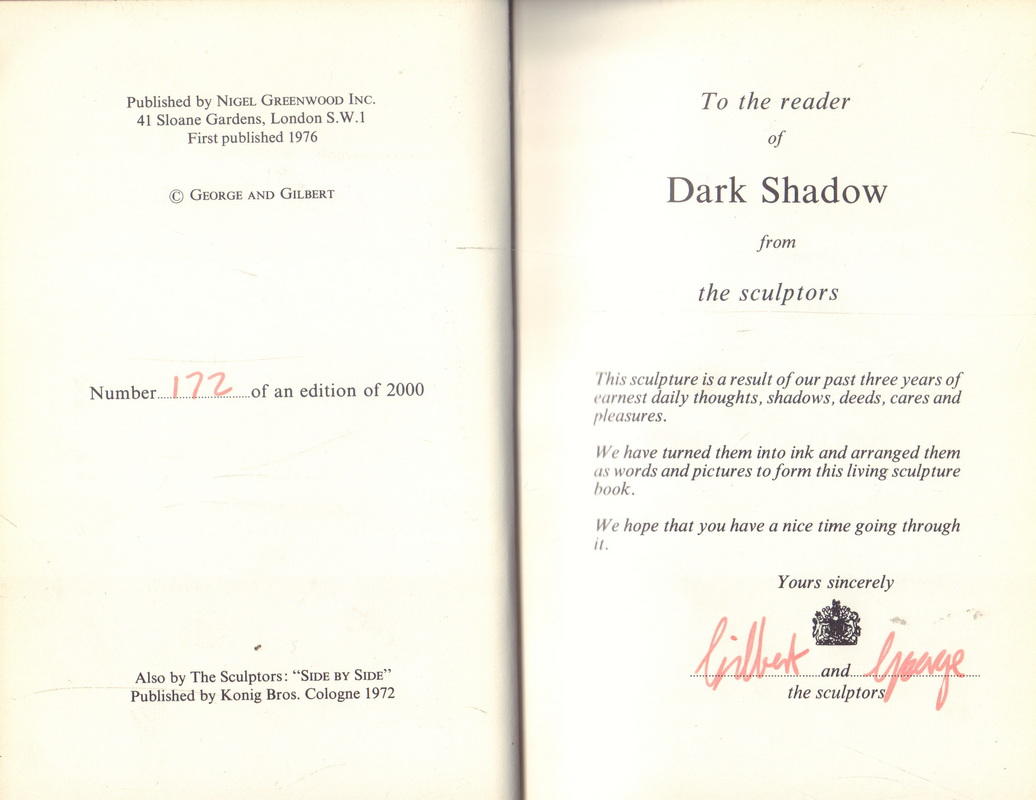 Published by NIGEL GREENWOOD INC.
41 Sloane Gardens, London S.W.1
First published 1976
© GEORGE AND GILBERT
Number....172....of an edition of 2000
Also by The Sculptors: “SIDE BY SIDE”
Published by Konig Bros. Cologne 1972
To the reader
of
Dark Shadow
from
the sculptors
This sculpture is a result of our past three years of
earnest daily thoughts, shadows, deeds, cares and
pleasures.
We have turned them into ink and arranged them
as words and pictures to form this living sculpture
book.
We hope that you have a nice time going through
it.
Yours sincerely
Gilbert and George
the sculptors